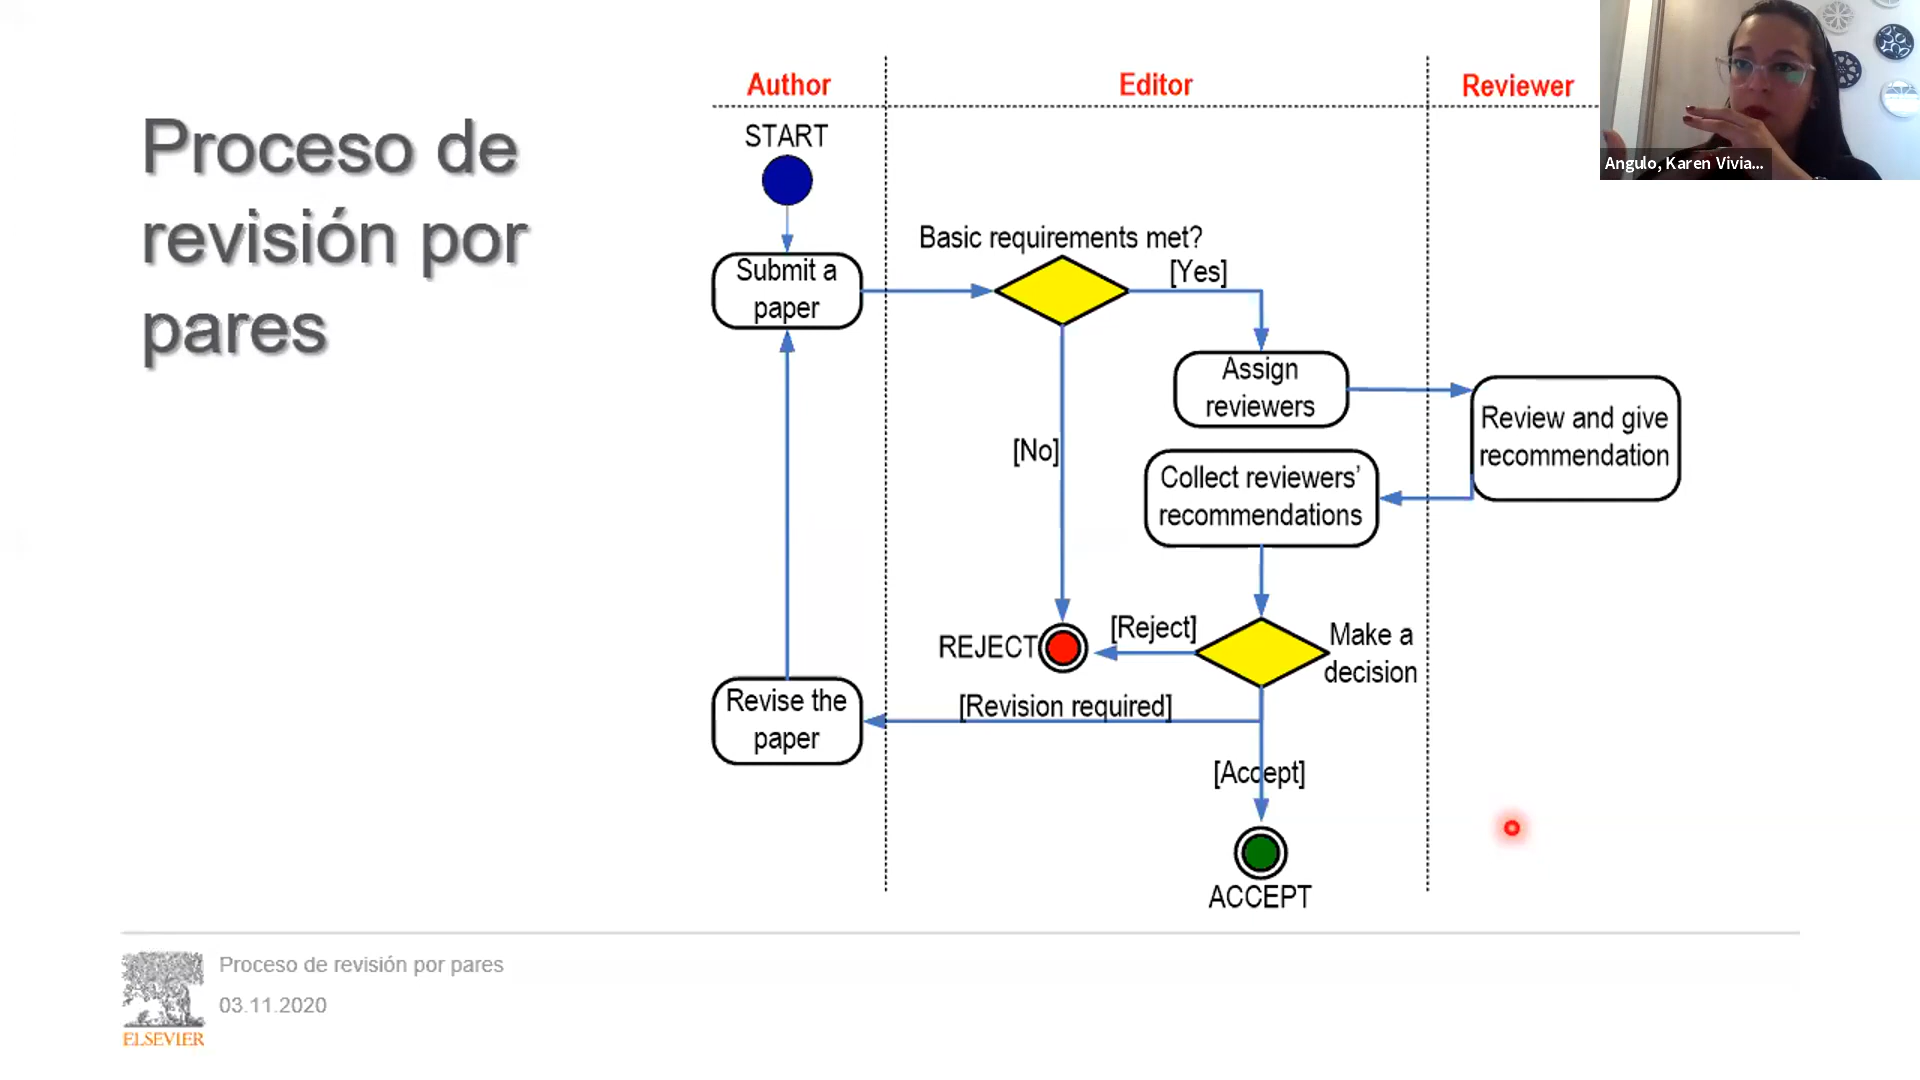 Proceso de
revisión por
pares
Author
Editor
Reviewer
START
Submit a
paper
Basic requirements met?
[Yes]
[No]
Assign
reviewers
Review and give
recommendation
Collect reviewers’
recommendations
Make a
decision
[Reject]
REJECT
[Revision required]
Revise the
paper
[Accept]
ACCEPT
Angulo, Karen Vivia...
Proceso de revisión por pares
03.11.2020
ELSEVIER